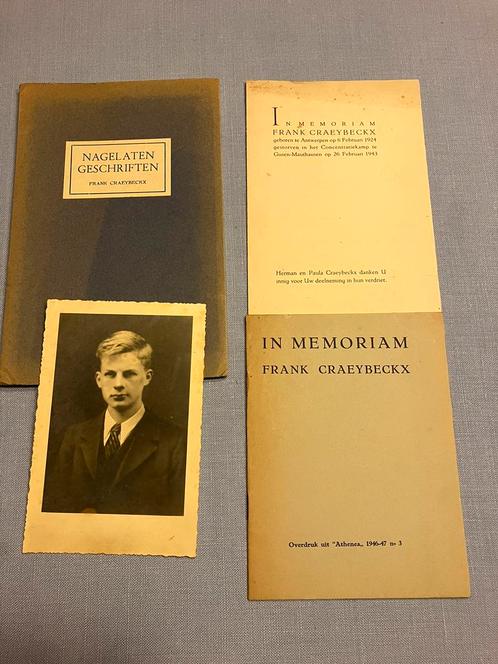 NAGELATEN
GESCHRIFTEN
FRANK CRAEYBECKX
IN MEMORIAM
FRANK CRAEYBECKX
geboren te Antwerpen op 6 Februari 1924
gestorven in het Concentratiekamp te
Gusen-Mauthausen op 26 Februari 1943
Herman en Paula Craeybeckx danken U
innig voor Uw deelneming in hun verdriet.
IN MEMORIAM
FRANK CRAEYBECKX
Overdruk uit "Athenea„, 1946-47 nr 3